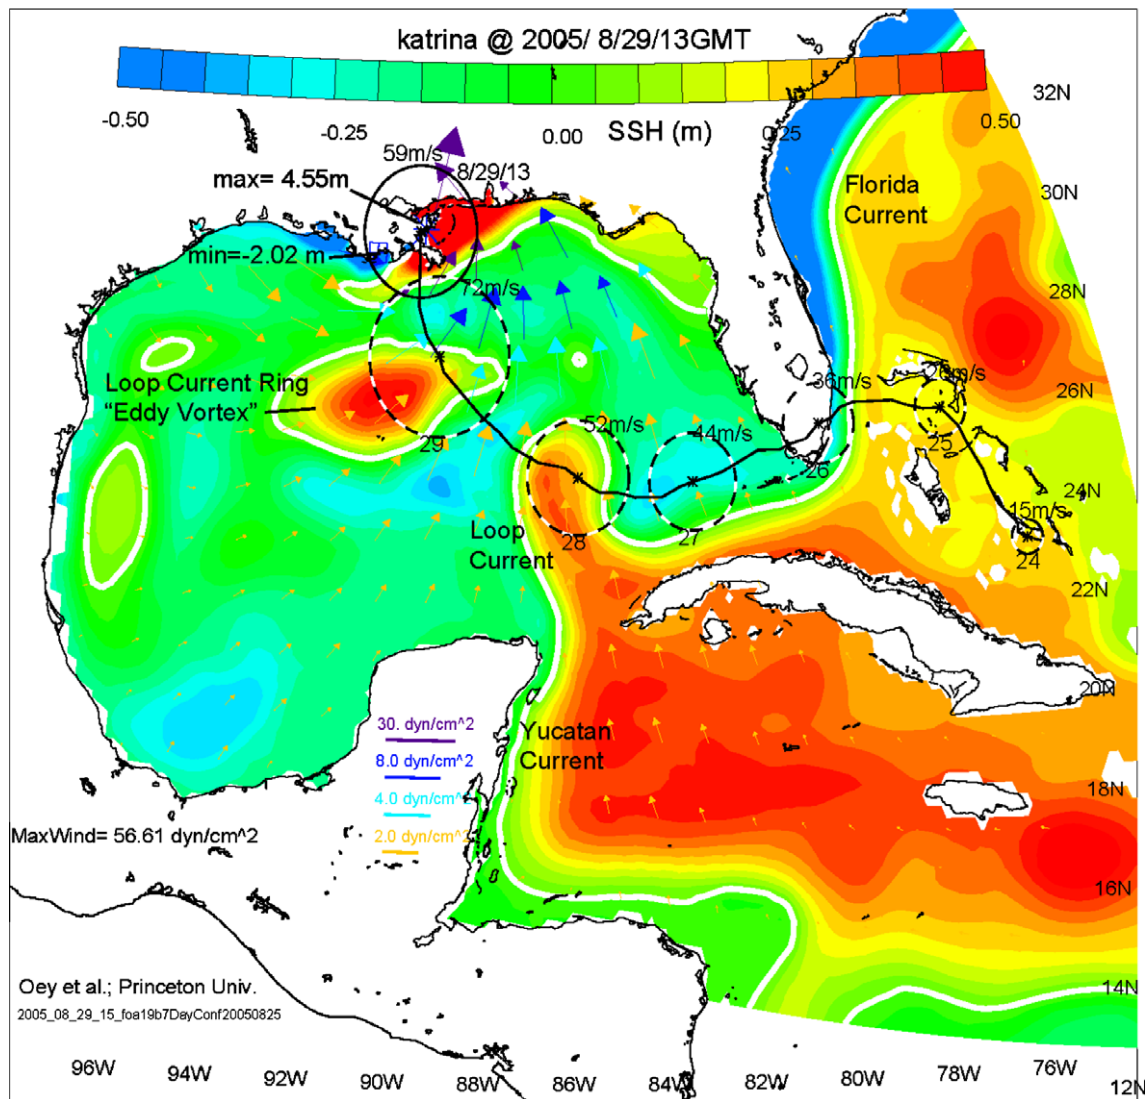 katrina @ 2005/ 8/29/13GMT
-0.50
-0.25
0.00
SSH (m)
0.25
0.50
32N
59m/s
8/29/13
max= 4.55m
Florida
Current
30N
min=-2.02 m
72m/s
28N
Loop Current Ring
“Eddy Vortex”
36m/s
26m/s
26N
29
52m/s
44m/s
25
26
24N
15m/s
Loop
Current
28
27
24
22N
20N
30. dyn/cm^2
Yucatan
Current
8.0 dyn/cm^2
4.0 dyn/cm^2
18N
MaxWind= 56.61 dyn/cm^2
2.0 dyn/cm^2
16N
Oey et al.; Princeton Univ.
14N
2005_08_29_15_foa19b7DayConf20050825
96W
94W
92W
90W
88W
86W
84W
82W
80W
78W
76W
12N